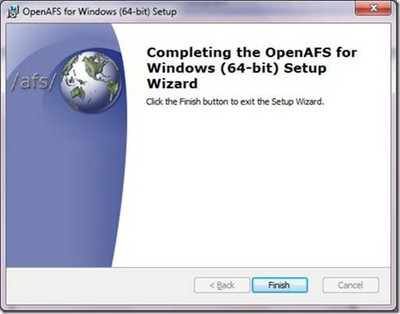 OpenAFS for Windows (64-bit) Setup
/afs/
Completing the OpenAFS for
Windows (64-bit) Setup
Wizard
Click the Finish button to exit the Setup Wizard.
< Back
Finish
Cancel